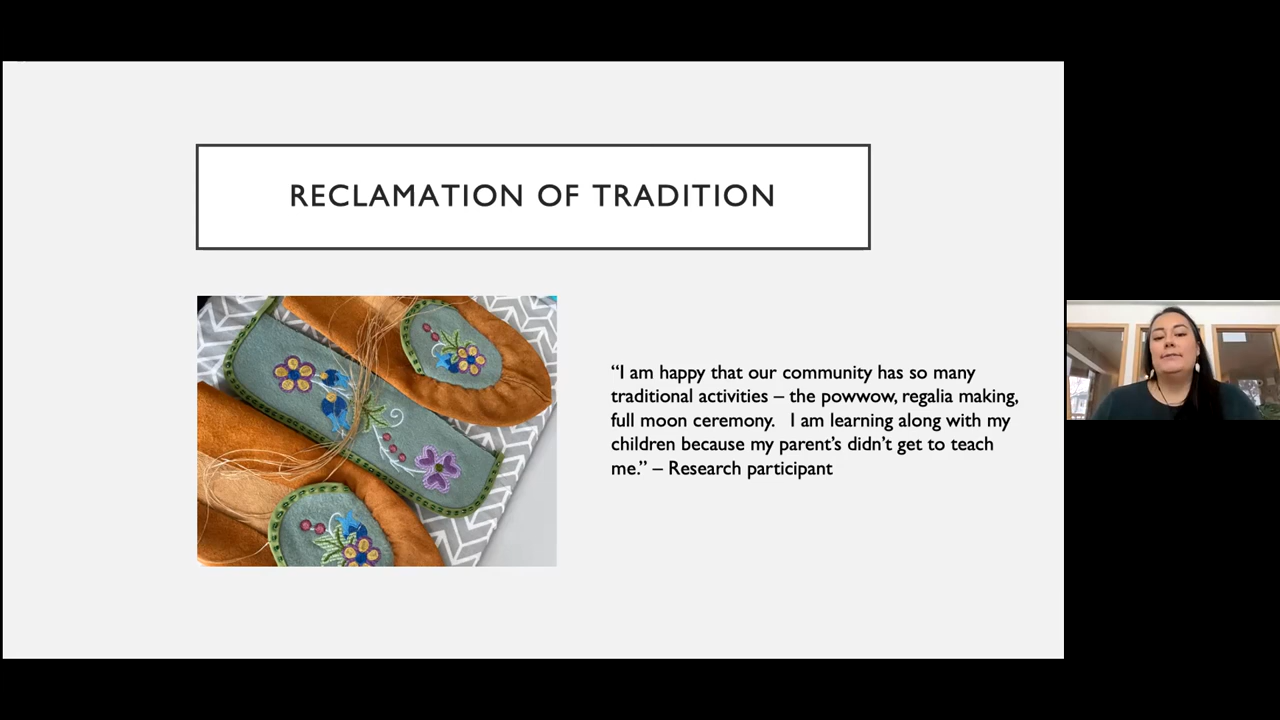 RECLAMATION OF TRADITION
“I am happy that our community has so many
traditional activities – the powwow, regalia making,
full moon ceremony.   I am learning along with my
children because my parent’s didn’t get to teach
me.” – Research participant